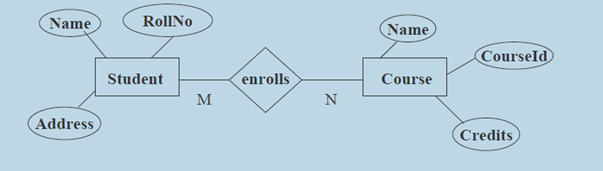 Name
RollNo
Name
CourseId
Student
enrolls
Course
M
N
Address
Credits